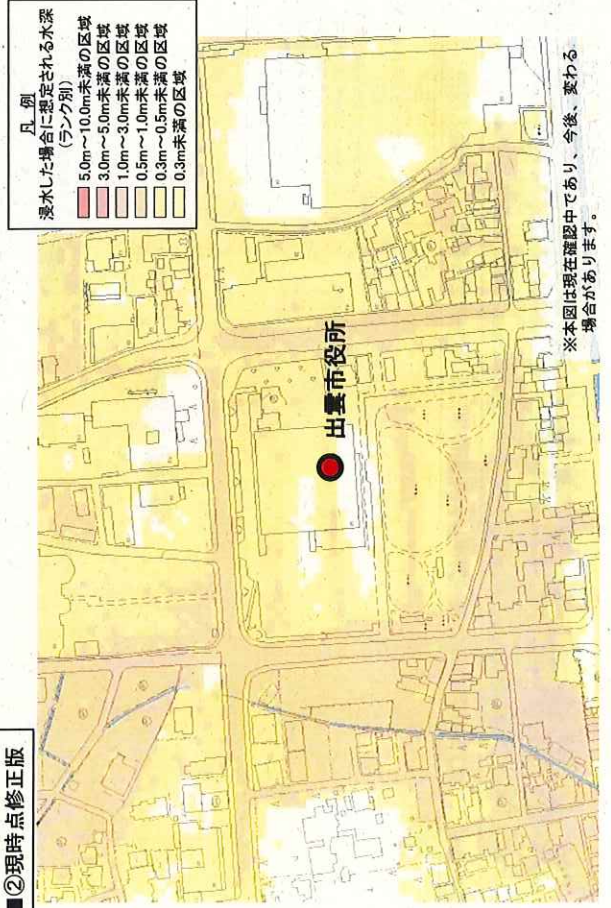 ■②現時点修正版
凡 例
浸水した場合に想定される水深
(ランク別)
5.0m～10.0m未満の区域
3.0m～5.0m未満の区域
1.0m～3.0m未満の区域
0.5m～1.0m未満の区域
0.3m～0.5m未満の区域
0.3m未満の区域
出雲市役所
※本図は現在確認中であり、今後、変わる
場合があります。